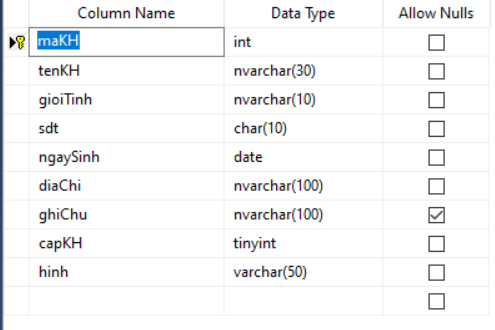 Column Name Data Type Allow Nulls
maKH int
tenKH nvarchar(30)
gioiTinh nvarchar(10)
sdt char(10)
ngaySinh date
diaChi nvarchar(100)
ghiChu nvarchar(100)
capKH tinyint
hinh varchar(50)